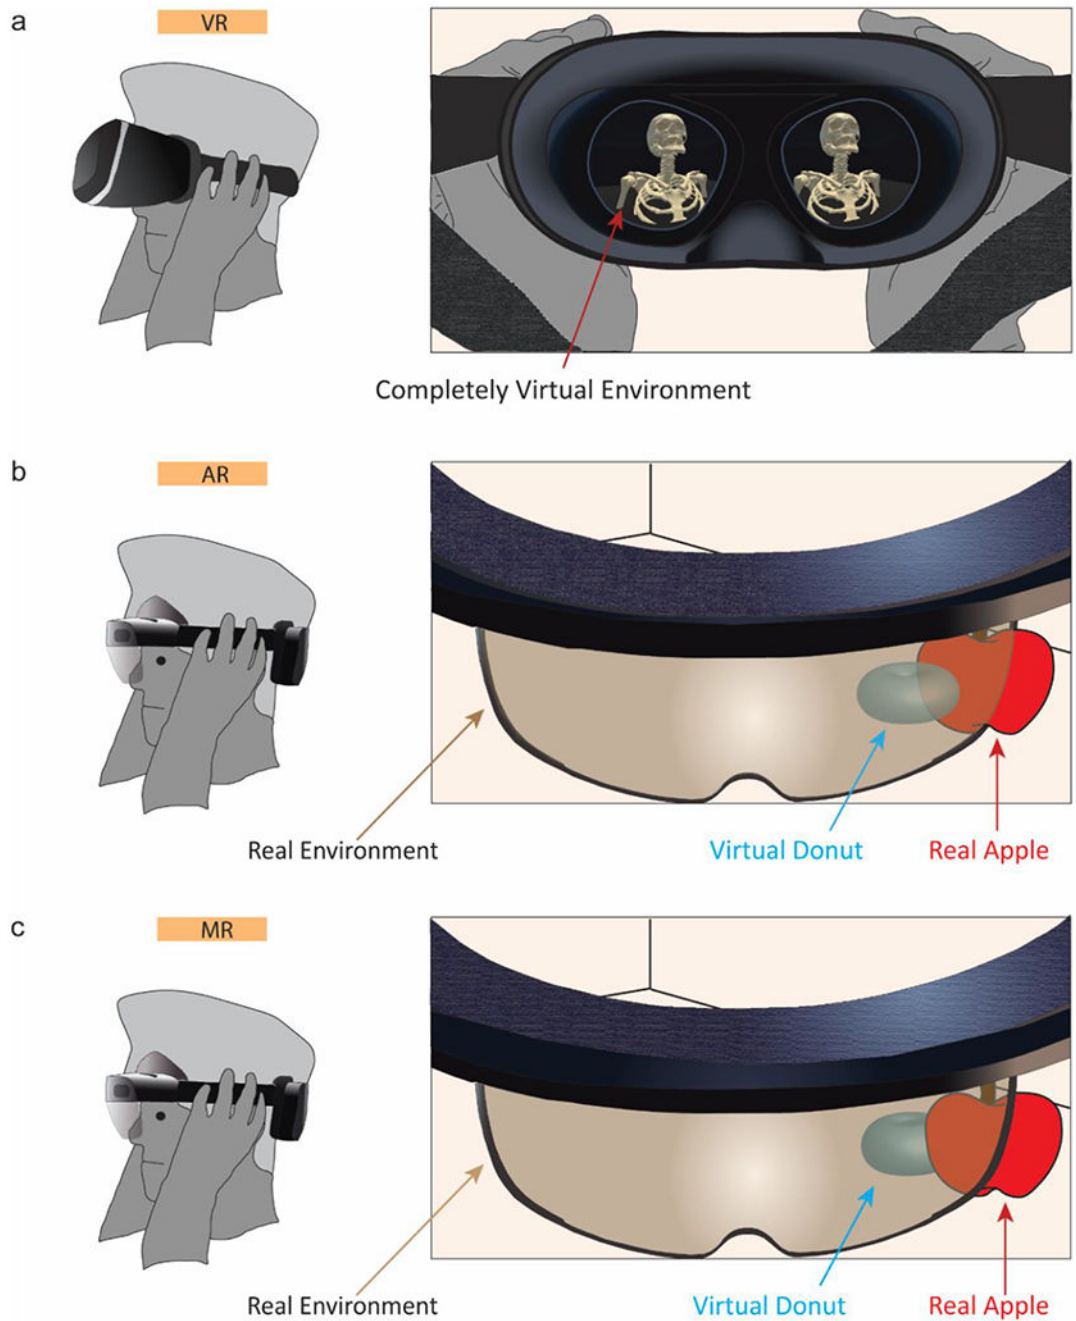 a
VR
Completely Virtual Environment
b
AR
Real Environment
Virtual Donut
Real Apple
c
MR
Real Environment
Virtual Donut
Real Apple